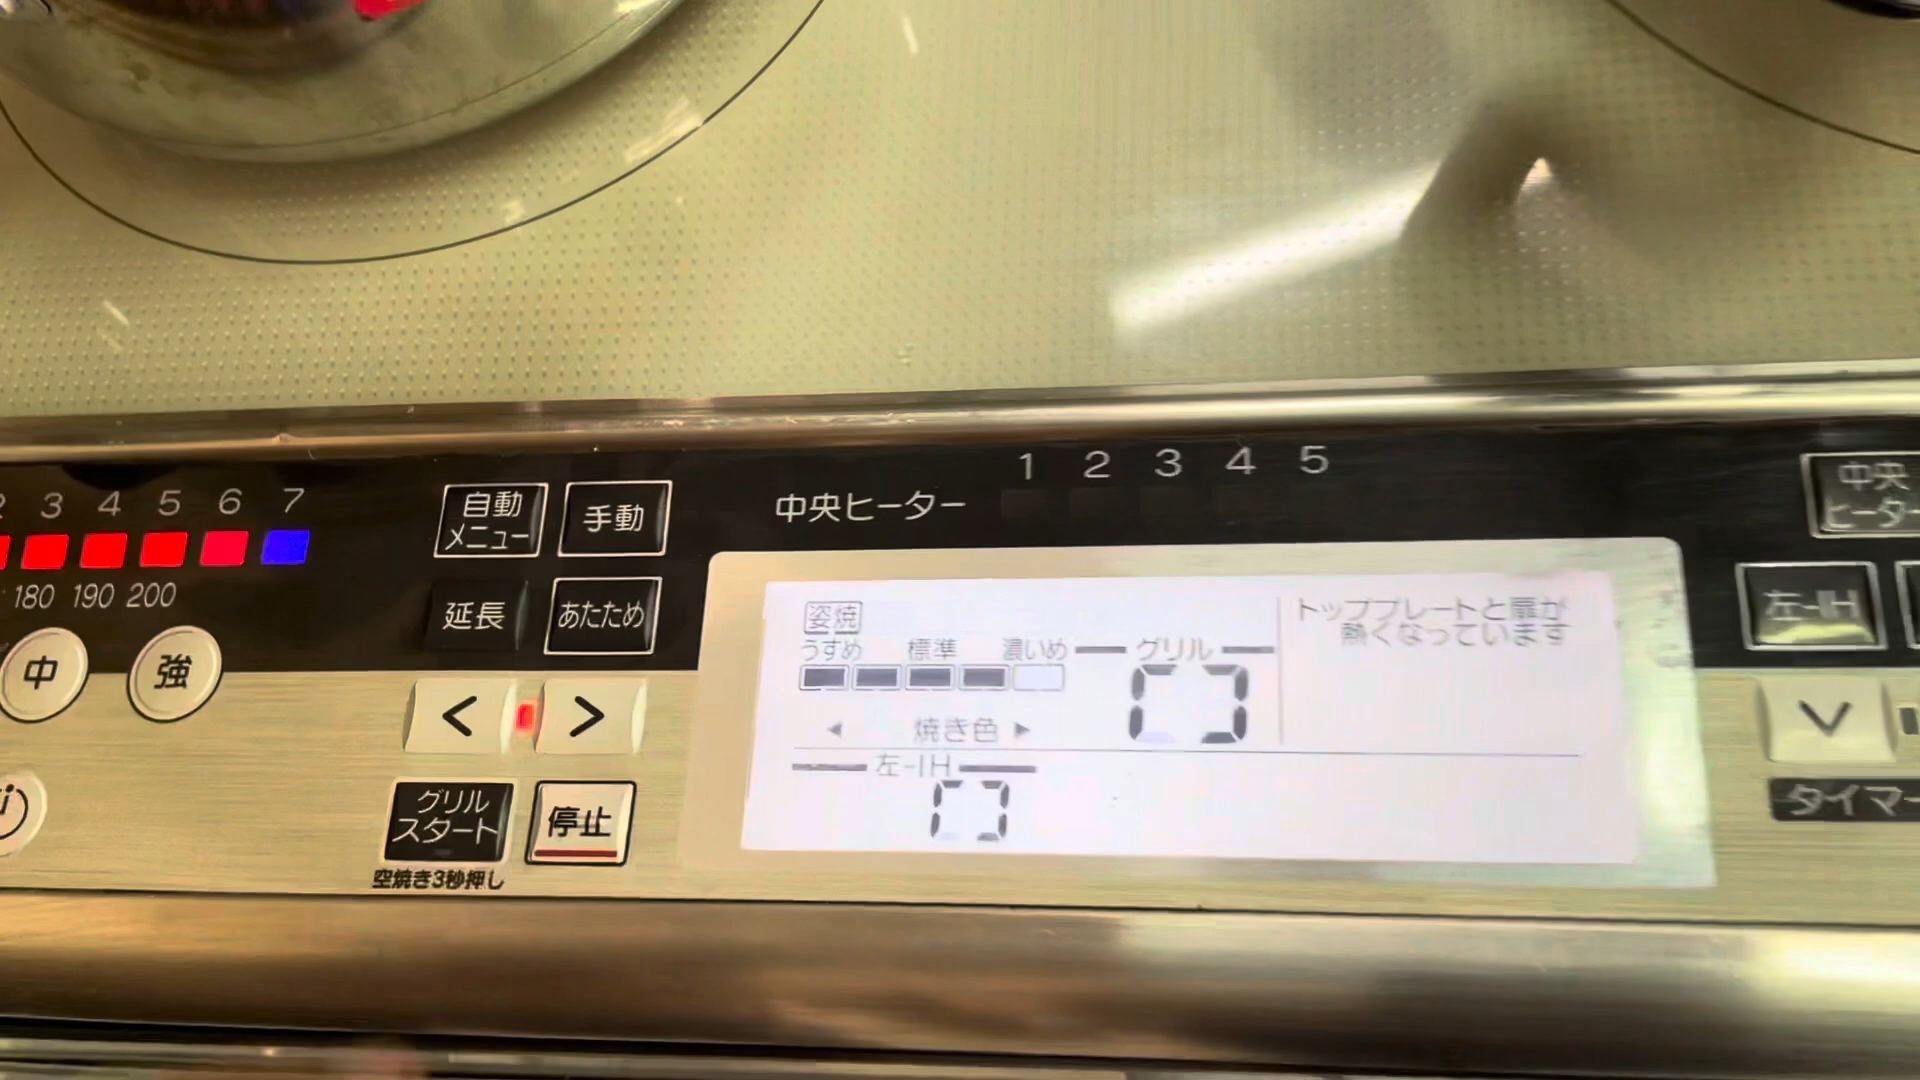 3 4 5 6 7
180 190 200
中
強
自動
メニュー
手動
延長
あたため
<
>
グリル
スタート
停止
空焼き3秒押し
1 2 3 4 5
中央ヒーター
姿焼
うすめ 標準 濃いめ
グリル
◀ 焼き色 ▶
左-IH
トッププレートと扉が
熱くなっています
中央
ヒーター
左-IH
タイマー